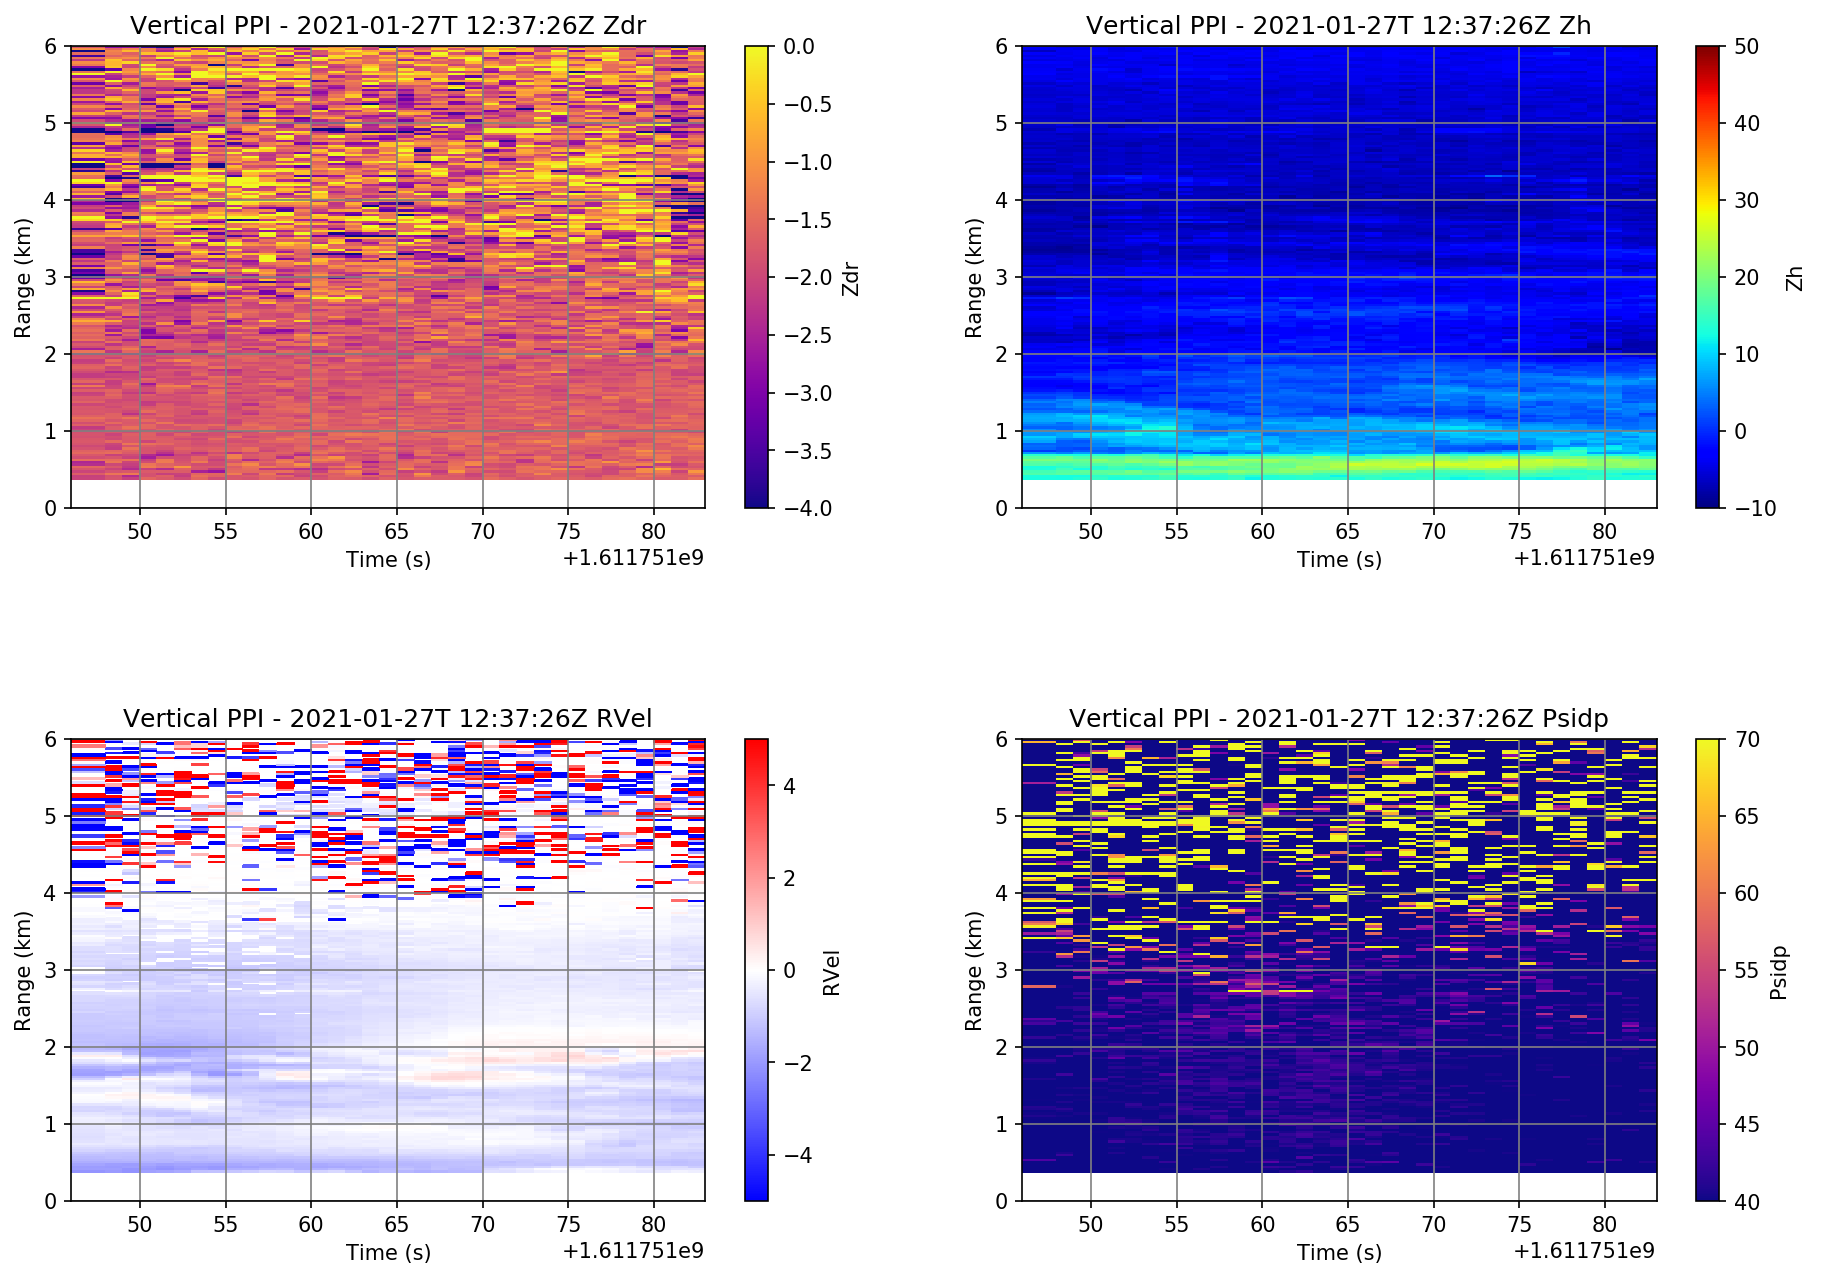 Vertical PPI - 2021-01-27T 12:37:26Z Zdr
6
5
4
3
2
1
0
Range (km)
50 55 60 65 70 75 80
Time (s)
+1.611751e9
0.0
−0.5
−1.0
−1.5
−2.0
−2.5
−3.0
−3.5
−4.0
Zdr
Vertical PPI - 2021-01-27T 12:37:26Z Zh
6
5
4
3
2
1
0
Range (km)
50 55 60 65 70 75 80
Time (s)
+1.611751e9
50
40
30
20
10
0
−10
Zh
Vertical PPI - 2021-01-27T 12:37:26Z RVel
6
5
4
3
2
1
0
Range (km)
50 55 60 65 70 75 80
Time (s)
+1.611751e9
4
2
0
−2
−4
RVel
Vertical PPI - 2021-01-27T 12:37:26Z Psidp
6
5
4
3
2
1
0
Range (km)
50 55 60 65 70 75 80
Time (s)
+1.611751e9
70
65
60
55
50
45
40
Psidp